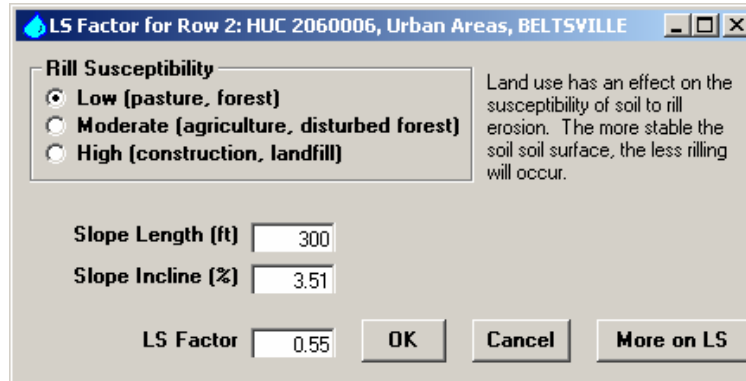 LS Factor for Row 2: HUC 2060006, Urban Areas, BELTSVILLE
Rill Susceptibility
Low (pasture, forest)
Moderate (agriculture, disturbed forest)
High (construction, landfill)
Land use has an effect on the
susceptibility of soil to rill
erosion. The more stable the
soil soil surface, the less rilling
will occur.
Slope Length (ft) 300
Slope Incline (%) 3.51
LS Factor 0.55 OK Cancel More on LS